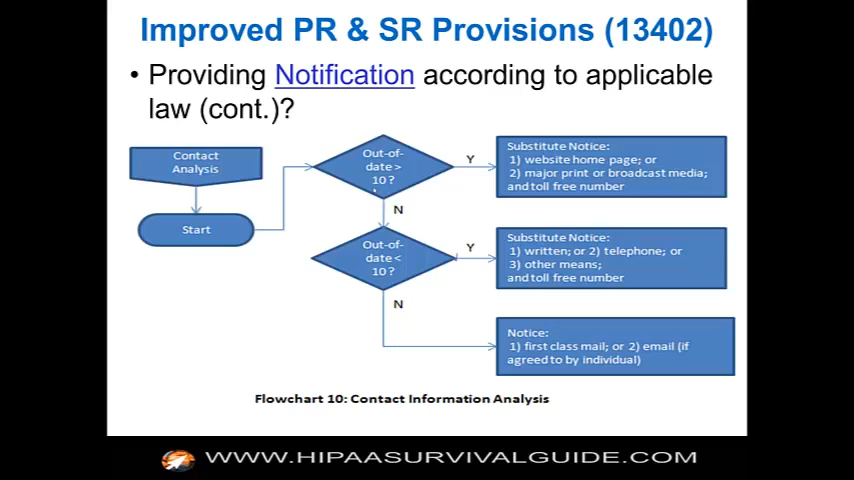 Improved PR & SR Provisions (13402)
• Providing Notification according to applicable
law (cont.)?
Contact
Analysis
Start
Out-of-
date >
10 ?
Y
Substitute Notice:
1) website home page; or
2) major print or broadcast media;
and toll free number
N
Out-of-
date <
10 ?
Y
Substitute Notice:
1) written; or 2) telephone; or
3) other means;
and toll free number
N
Notice:
1) first class mail; or 2) email (if
agreed to by individual)
Flowchart 10: Contact Information Analysis
WWW.HIPAASURVIVALGUIDE.COM